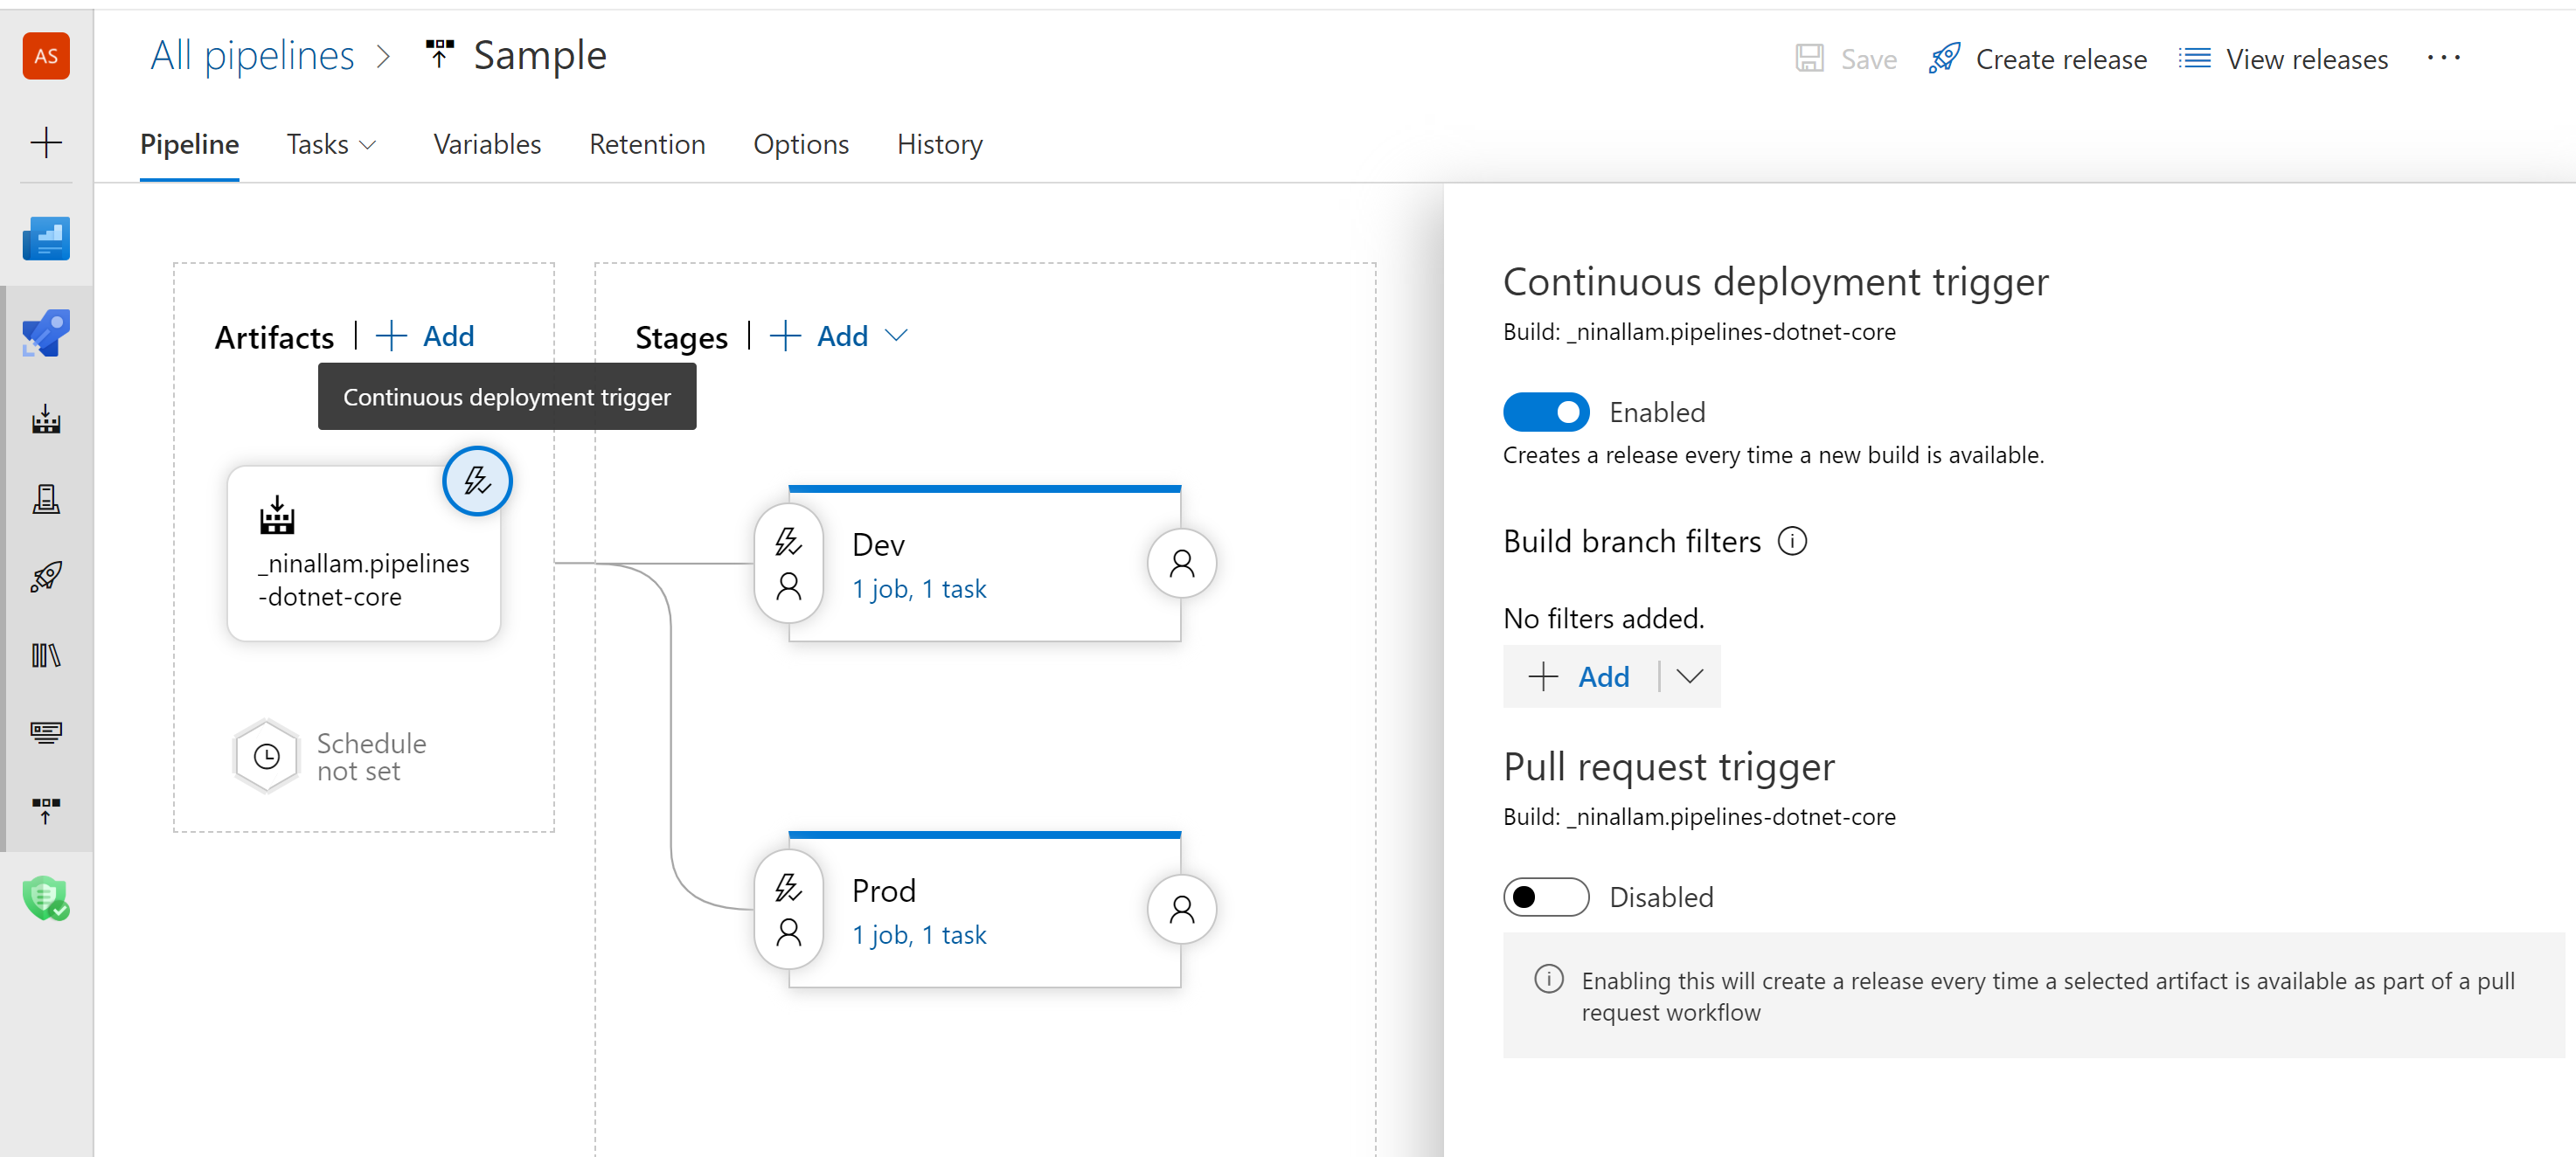 AS
All pipelines > Sample
Save
Create release
View releases
Pipeline
Tasks
Variables
Retention
Options
History
Artifacts | + Add
Continuous deployment trigger
_ninallam.pipelines
-dotnet-core
Schedule
not set
Stages | + Add
Dev
1 job, 1 task
Prod
1 job, 1 task
Continuous deployment trigger
Build: _ninallam.pipelines-dotnet-core
Enabled
Creates a release every time a new build is available.
Build branch filters
No filters added.
+ Add
Pull request trigger
Build: _ninallam.pipelines-dotnet-core
Disabled
Enabling this will create a release every time a selected artifact is available as part of a pull
request workflow